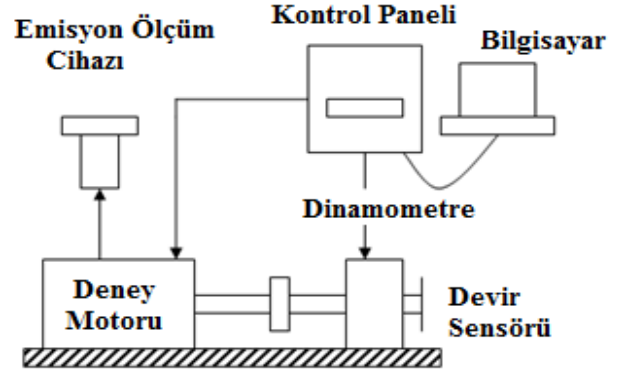 Kontrol Paneli
Emisyon Ölçüm
Cihazı
Bilgisayar
Dinamometre
Deney
Motoru
Devir
Sensörü